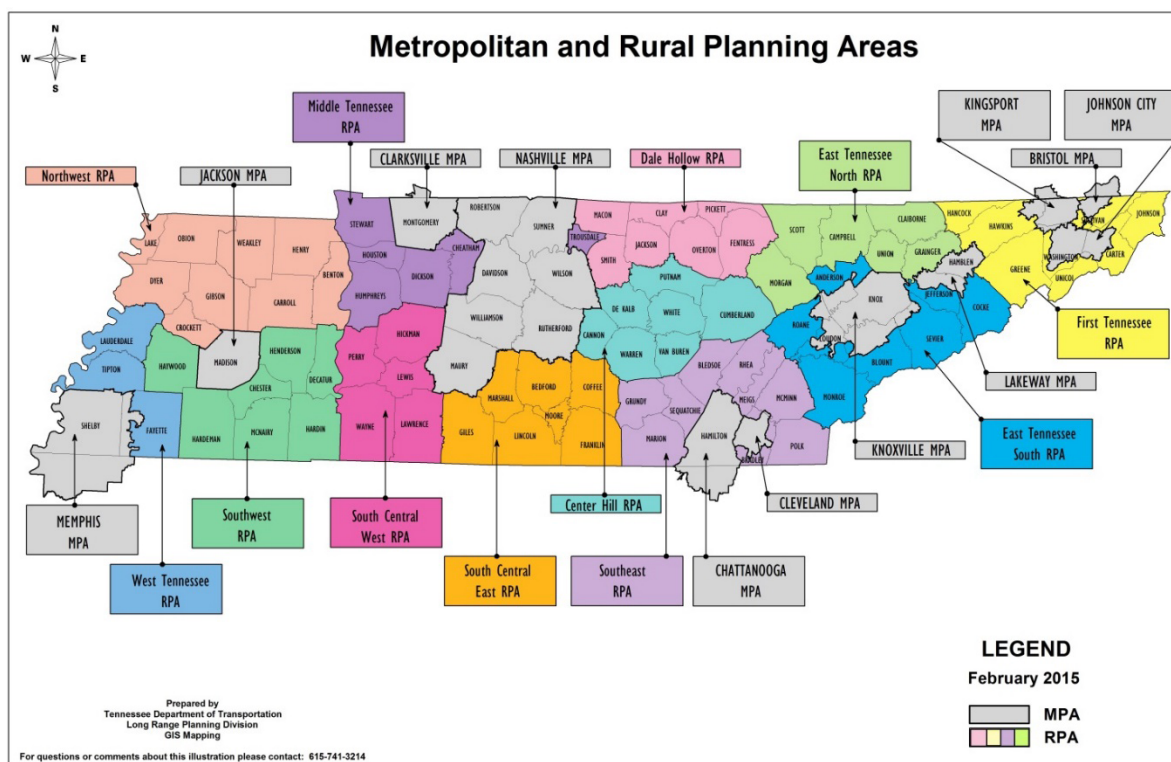 Metropolitan and Rural Planning Areas
N
W E
S
KINGSPORT
MPA
JOHNSON CITY
MPA
Middle Tennessee
RPA
CLARKSVILLE MPA
NASHVILLE MPA
Dale Hollow RPA
East Tennessee
North RPA
BRISTOL MPA
Northwest RPA
JACKSON MPA
LAKE
OBION
WEAKLEY
HENRY
BENTON
DYER
GIBSON
CARROLL
CROCKETT
STEWART
HOUSTON
HUMPHREYS
DICKSON
CHEATHAM
TROUSDALE
MONTGOMERY
ROBERTSON
SUMNER
DAVIDSON
WILSON
WILLIAMSON
RUTHERFORD
MAURY
MACON
CLAY
PICKETT
SMITH
JACKSON
OVERTON
FENTRESS
PUTNAM
DE KALB
WHITE
CUMBERLAND
CANNON
WARREN
VAN BUREN
SCOTT
CAMPBELL
CLAIBORNE
UNION
GRAINGER
MORGAN
HANCOCK
HAWKINS
GREENE
WASHINGTON
UNICOI
CARTER
JOHNSON
HAMBLEN
ANDERSON
KNOX
ROANE
LOUDON
JEFFERSON
COCKE
SEVIER
BLOUNT
MONROE
LAUDERDALE
TIPTON
SHELBY
FAYETTE
HAYWOOD
MADISON
HENDERSON
DECATUR
CHESTER
HARDEMAN
MCNAIRY
HARDIN
PERRY
HICKMAN
LEWIS
WAYNE
LAWRENCE
MARSHALL
BEDFORD
COFFEE
MOORE
GILES
LINCOLN
FRANKLIN
BLEDSOE
RHEA
GRUNDY
SEQUATCHIE
MEIGS
MCMINN
MARION
HAMILTON
BRADLEY
POLK
First Tennessee
RPA
LAKEWAY MPA
KNOXVILLE MPA
East Tennessee
South RPA
CLEVELAND MPA
Center Hill RPA
MEMPHIS
MPA
Southwest
RPA
South Central
West RPA
West Tennessee
RPA
South Central
East RPA
Southeast
RPA
CHATTANOOGA
MPA
LEGEND
February 2015
MPA
RPA
Prepared by
Tennessee Department of Transportation
Long Range Planning Division
GIS Mapping
For questions or comments about this illustration please contact: 615-741-3214